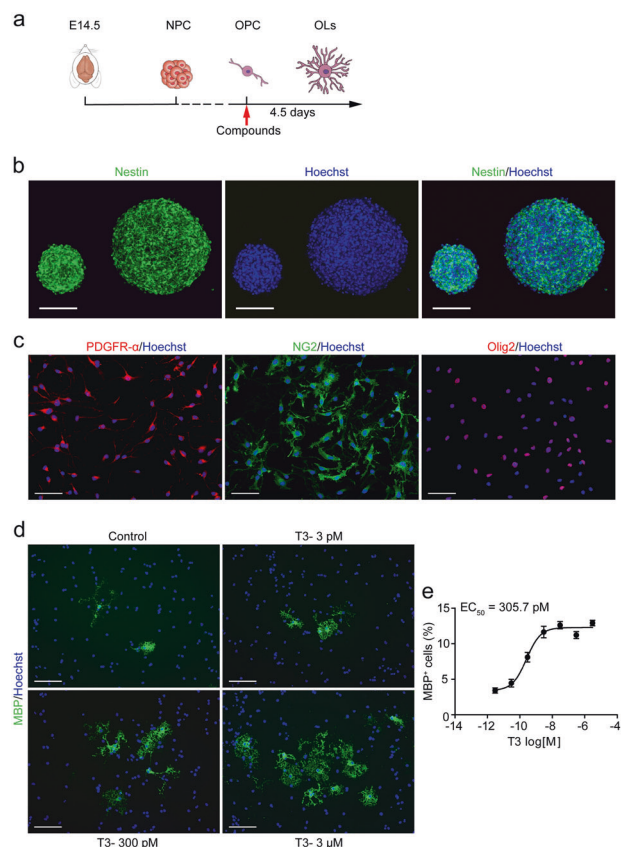 a
E14.5 NPC OPC OLs
4.5 days
Compounds
b
Nestin Hoechst Nestin/Hoechst
c
PDGFR-α/Hoechst NG2/Hoechst Olig2/Hoechst
d
Control T3- 3 pM
MBP/Hoechst
T3- 300 pM T3- 3 μM
e
EC50 = 305.7 pM
MBP+ cells (%)
15
10
5
0
-14 -12 -10 -8 -6 -4
T3 log[M]